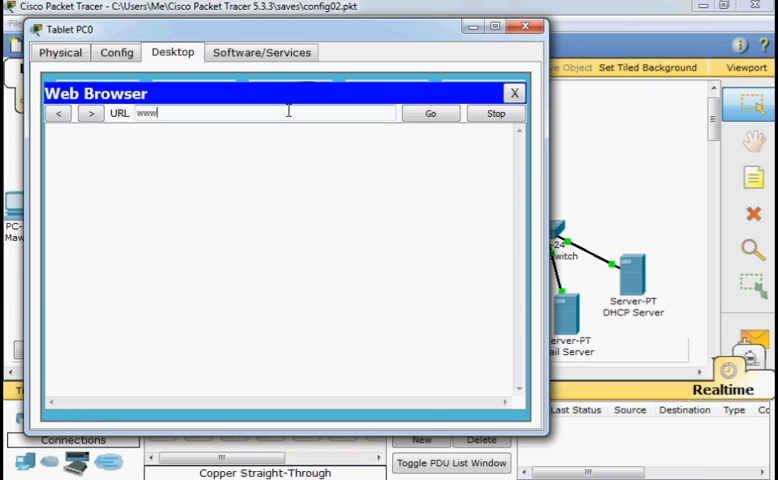 Cisco Packet Tracer - C:\Users\Me\Cisco Packet Tracer 5.3.3\saves\config02.pkt
Tablet PC0
Physical Config Desktop Software/Services
Object Set Tiled Background Viewport
Web Browser X
< > URL www Go Stop
PC-
Maw
-24
witch
Server-PT
DHCP Server
erver-PT
ail Server
Realtime
Last Status Source Destination Type Co
Connections
New Delete
Toggle PDU List Window
Copper Straight-Through